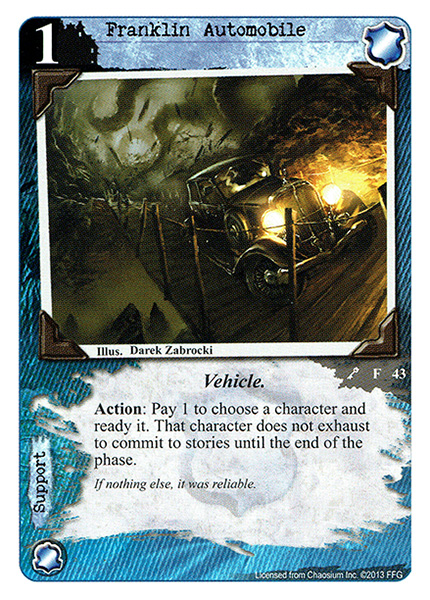 1
Franklin Automobile
Illus. Darek Zabrocki
F 43
Vehicle.
Action: Pay 1 to choose a character and
ready it. That character does not exhaust
to commit to stories until the end of the
phase.
If nothing else, it was reliable.
Support
Licensed from Chaosium Inc. ©2013 FFG